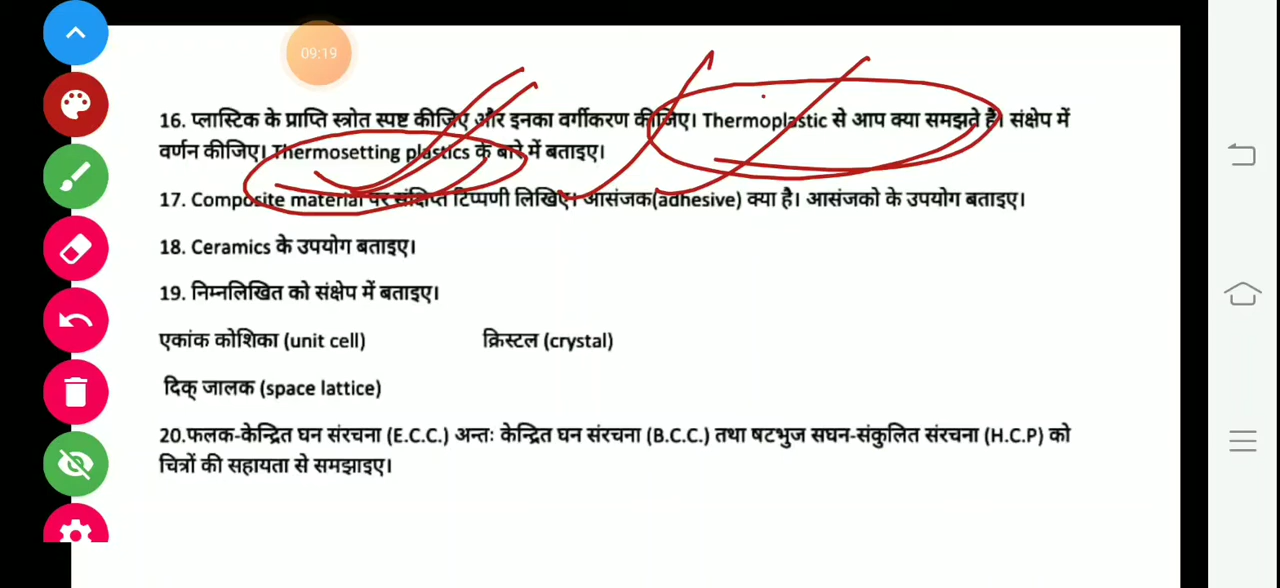 09:19
16. प्लास्टिक के प्राप्ति स्त्रोत स्पष्ट कीजिए और इनका वर्गीकरण कीजिए। Thermoplastic से आप क्या समझते है। संक्षेप में
वर्णन कीजिए। Thermosetting plastics के बारे में बताइए।
17. Composite material पर संक्षिप्त टिप्पणी लिखिए। आसंजक(adhesive) क्या है। आसंजको के उपयोग बताइए।
18. Ceramics के उपयोग बताइए।
19. निम्नलिखित को संक्षेप में बताइए।
एकांक कोशिका (unit cell) क्रिस्टल (crystal)
दिक् जालक (space lattice)
20.फलक-केन्द्रित घन संरचना (E.C.C.) अन्तः केन्द्रित घन संरचना (B.C.C.) तथा षटभुज सघन-संकुलित संरचना (H.C.P) को
चित्रों की सहायता से समझाइए।